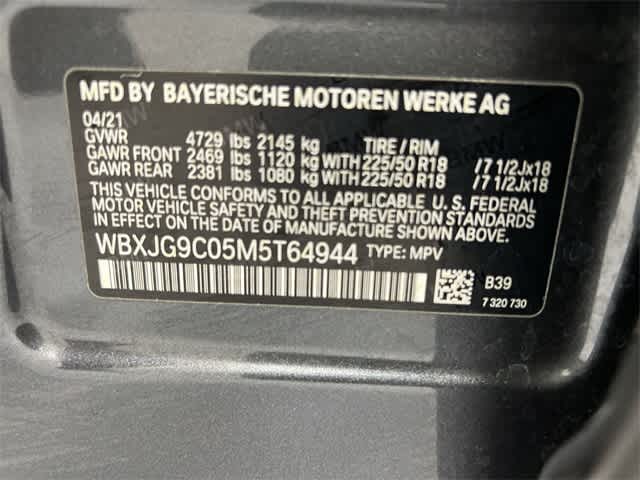 MFD BY BAYERISCHE MOTOREN WERKE AG
04/21
GVWR 4729 lbs 2145 kg TIRE / RIM
GAWR FRONT 2469 lbs 1120 kg WITH 225/50 R18 /7 1/2Jx18
GAWR REAR 2381 lbs 1080 kg WITH 225/50 R18 /7 1/2Jx18
THIS VEHICLE CONFORMS TO ALL APPLICABLE U. S. FEDERAL
MOTOR VEHICLE SAFETY AND THEFT PREVENTION STANDARDS
IN EFFECT ON THE DATE OF MANUFACTURE SHOWN ABOVE.
WBXJG9C05M5T64944 TYPE: MPV
B39
7 320 730